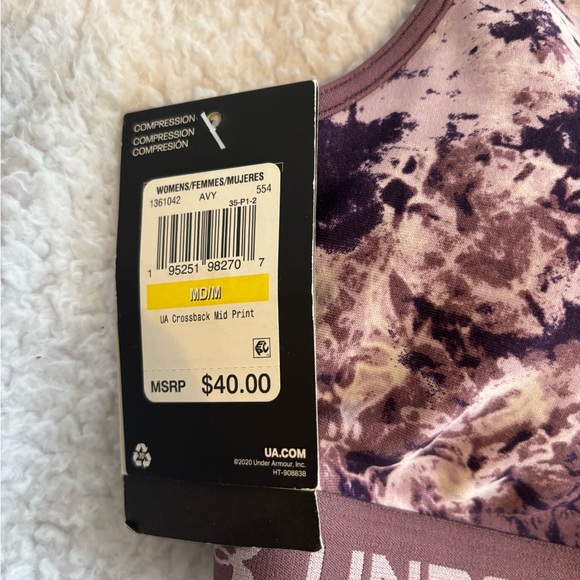 COMPRESSION
COMPRESSION
COMPRESIÓN
WOMENS/FEMMES/MUJERES
1361042 AVY 554
35-P1-2
1 95251 98270 7
MD/M
UA Crossback Mid Print
MSRP $40.00
UA.COM
©2020 Under Armour, Inc.
HT-908838